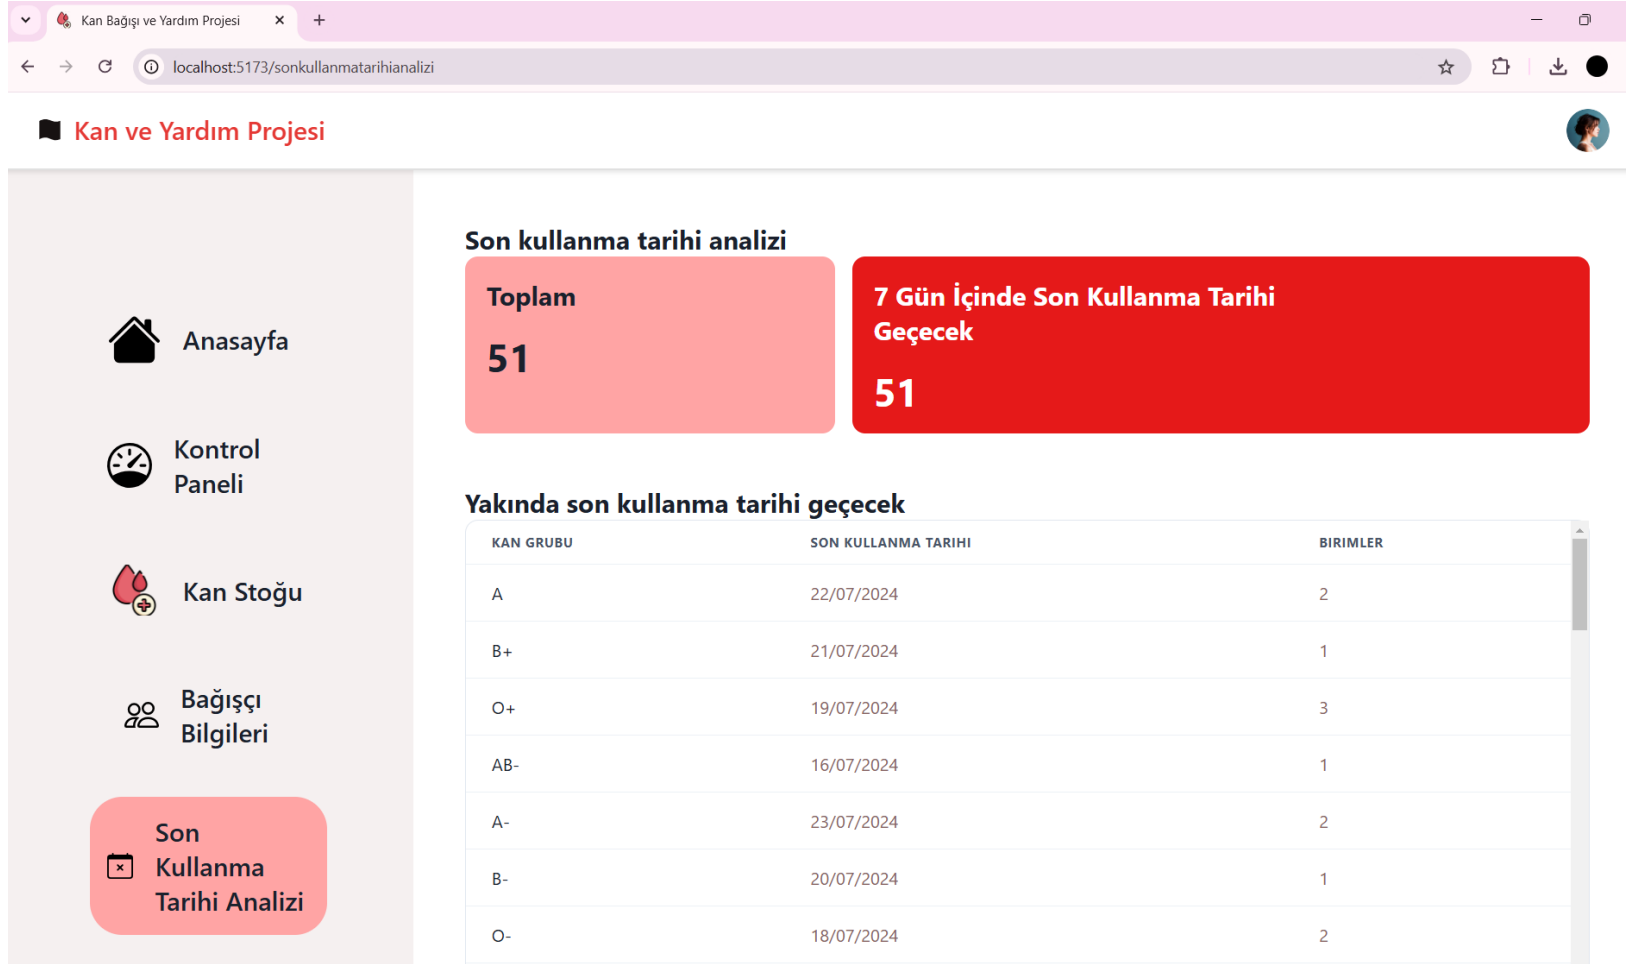 Kan Bağışı ve Yardım Projesi
localhost:5173/sonkullanmatarihianalizi
Kan ve Yardım Projesi
Anasayfa
Kontrol
Paneli
Kan Stoğu
Bağışçı
Bilgileri
Son
Kullanma
Tarihi Analizi
Son kullanma tarihi analizi
Toplam
51
7 Gün İçinde Son Kullanma Tarihi
Geçecek
51
Yakında son kullanma tarihi geçecek
KAN GRUBU SON KULLANMA TARIHI BIRIMLER
A 22/07/2024 2
B+ 21/07/2024 1
O+ 19/07/2024 3
AB- 16/07/2024 1
A- 23/07/2024 2
B- 20/07/2024 1
O- 18/07/2024 2